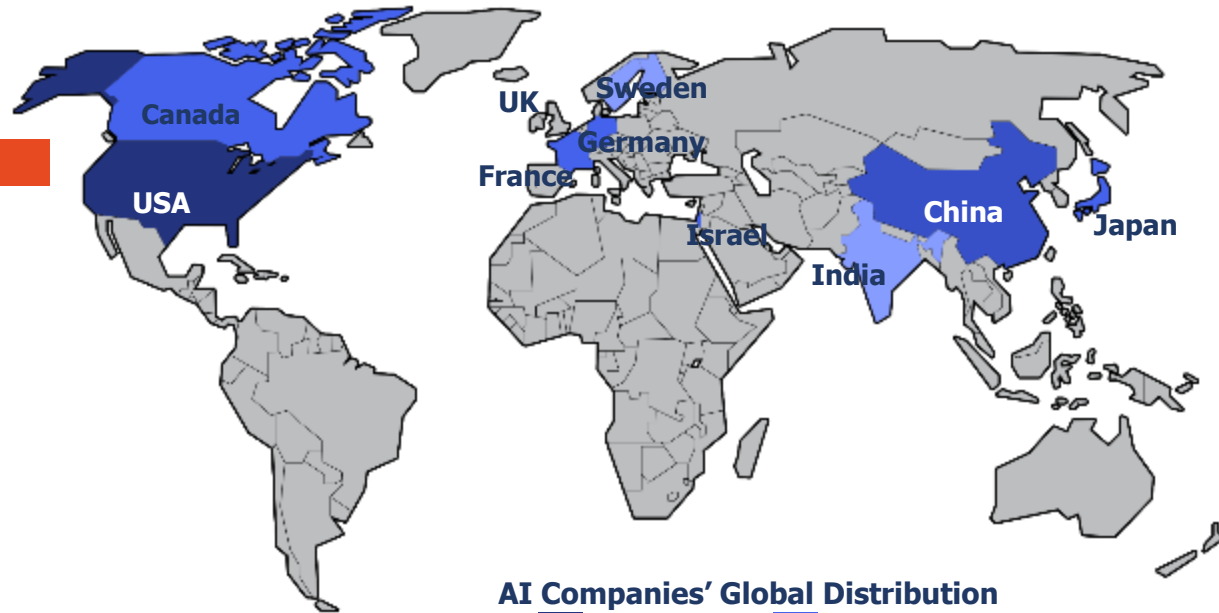 Sweden
UK
Canada
Germany
France
USA
China
Israel
Japan
India
AI Companies’ Global Distribution